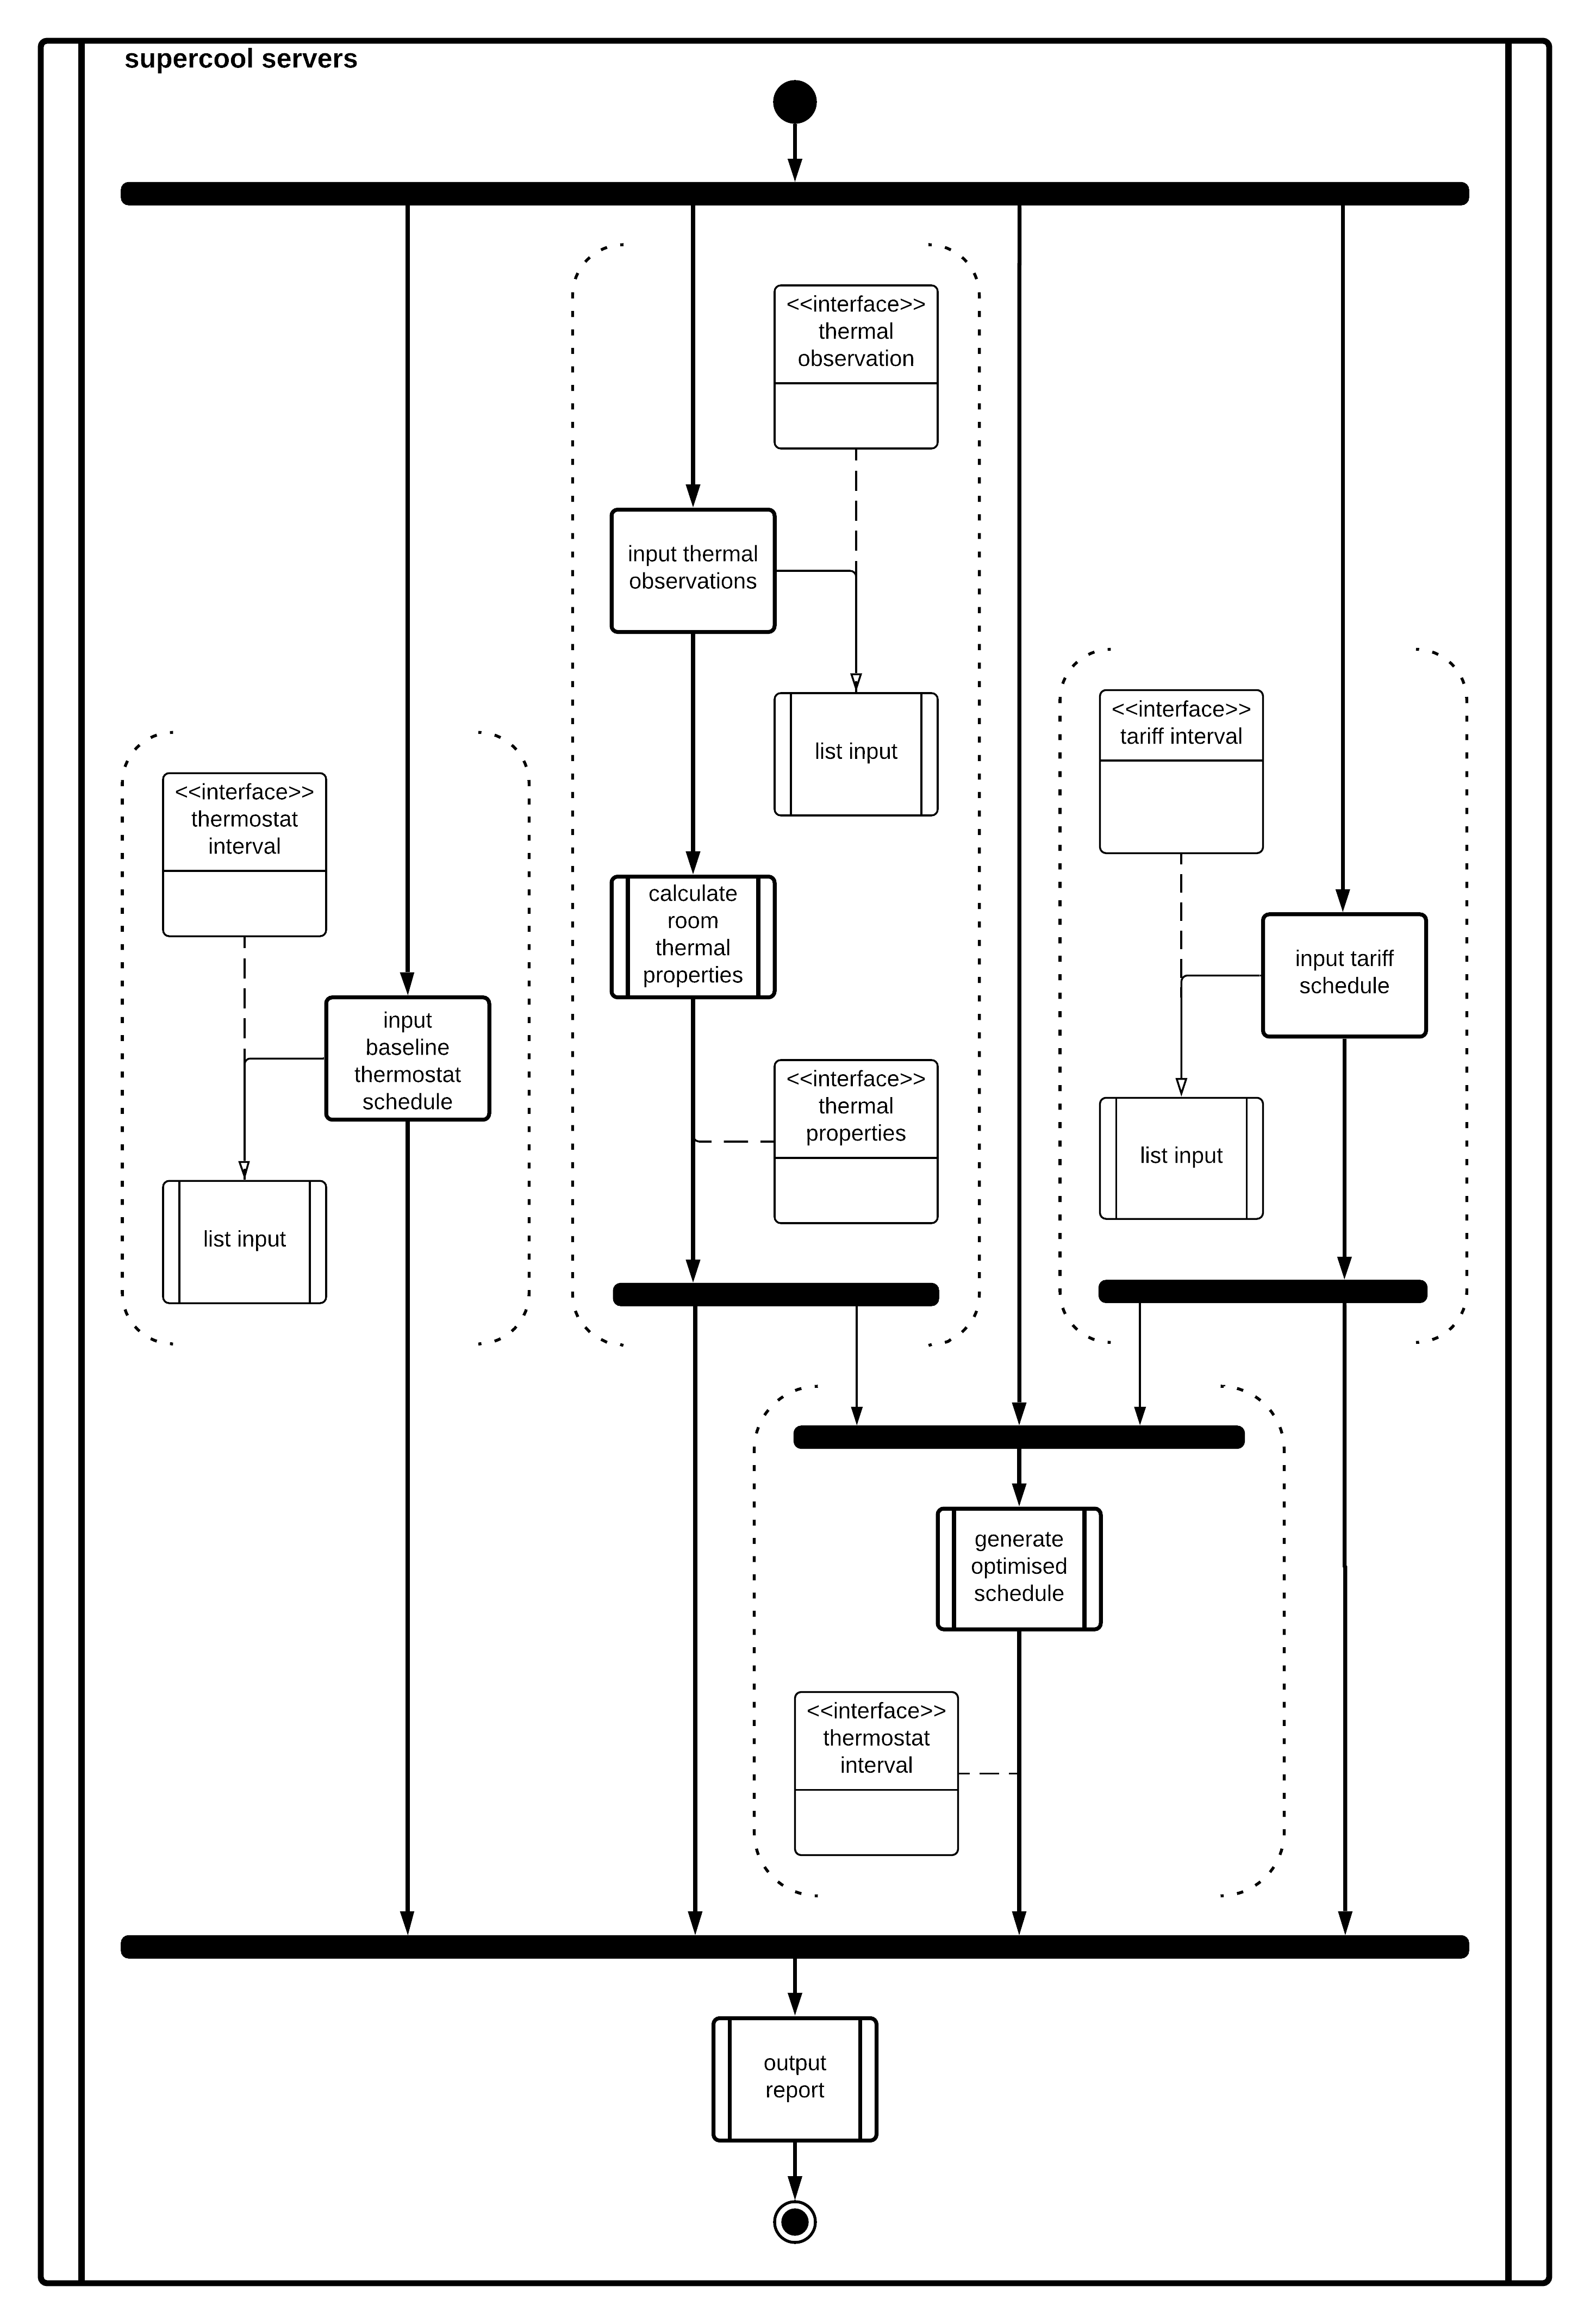 supercool servers
<<interface>>
thermal
observation
input thermal
observations
list input
<<interface>>
tariff interval
<<interface>>
thermostat
interval
calculate
room
thermal
properties
input tariff
schedule
input
baseline
thermostat
schedule
<<interface>>
thermal
properties
list input
list input
generate
optimised
schedule
<<interface>>
thermostat
interval
output
report